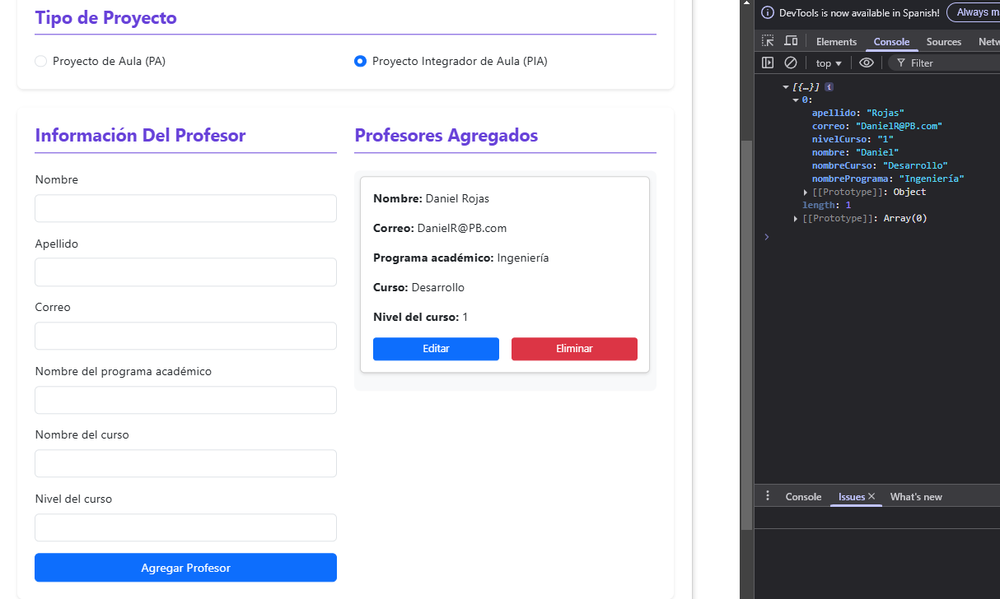 Tipo de Proyecto
Proyecto de Aula (PA)
Proyecto Integrador de Aula (PIA)
Información Del Profesor
Nombre
Apellido
Correo
Nombre del programa académico
Nombre del curso
Nivel del curso
Agregar Profesor
Profesores Agregados
Nombre: Daniel Rojas
Correo: DanielR@PB.com
Programa académico: Ingeniería
Curso: Desarrollo
Nivel del curso: 1
Editar
Eliminar
DevTools is now available in Spanish!
Always m
Elements Console Sources Netw
top
Filter
[{…}]
0:
apellido: "Rojas"
correo: "DanielR@PB.com"
nivelCurso: "1"
nombre: "Daniel"
nombreCurso: "Desarrollo"
nombrePrograma: "Ingeniería"
[[Prototype]]: Object
length: 1
[[Prototype]]: Array(0)
Console Issues What's new